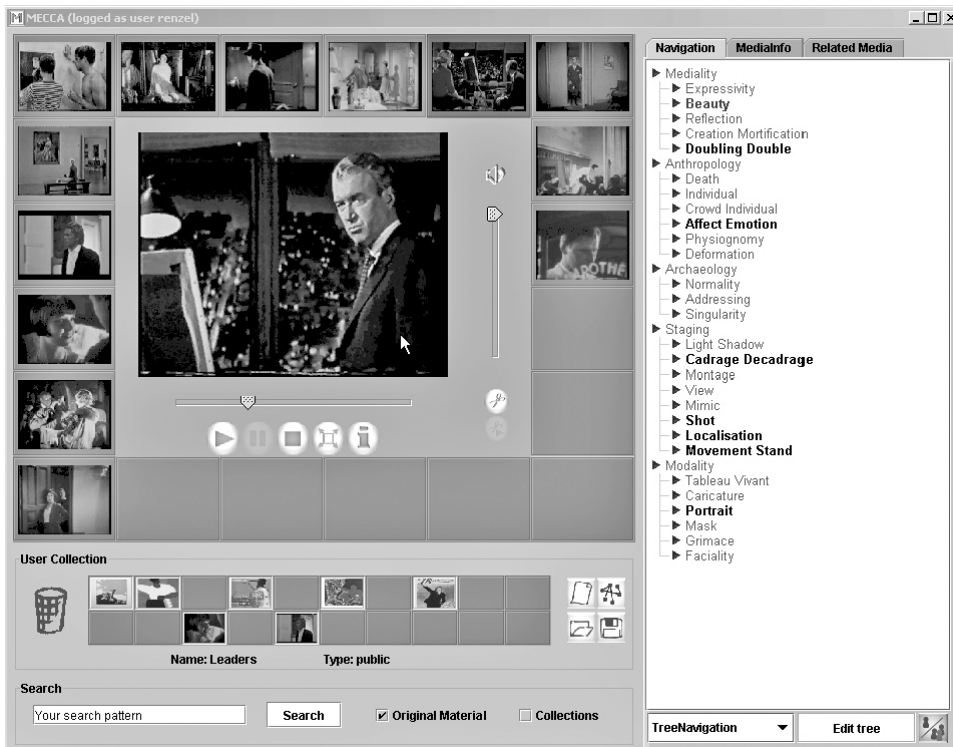 MECCA (logged as user renzel)
Navigation
MediaInfo
Related Media
Mediality
Expressivity
Beauty
Reflection
Creation Mortification
Doubling Double
Anthropology
Death
Individual
Crowd Individual
Affect Emotion
Physiognomy
Deformation
Archaeology
Normality
Addressing
Singularity
Staging
Light Shadow
Cadrage Decadrage
Montage
View
Mimic
Shot
Localisation
Movement Stand
Modality
Tableau Vivant
Caricature
Portrait
Mask
Grimace
Faciality
AROTHE
User Collection
Name: Leaders
Type: public
Search
Your search pattern
Search
Original Material
Collections
TreeNavigation
Edit tree